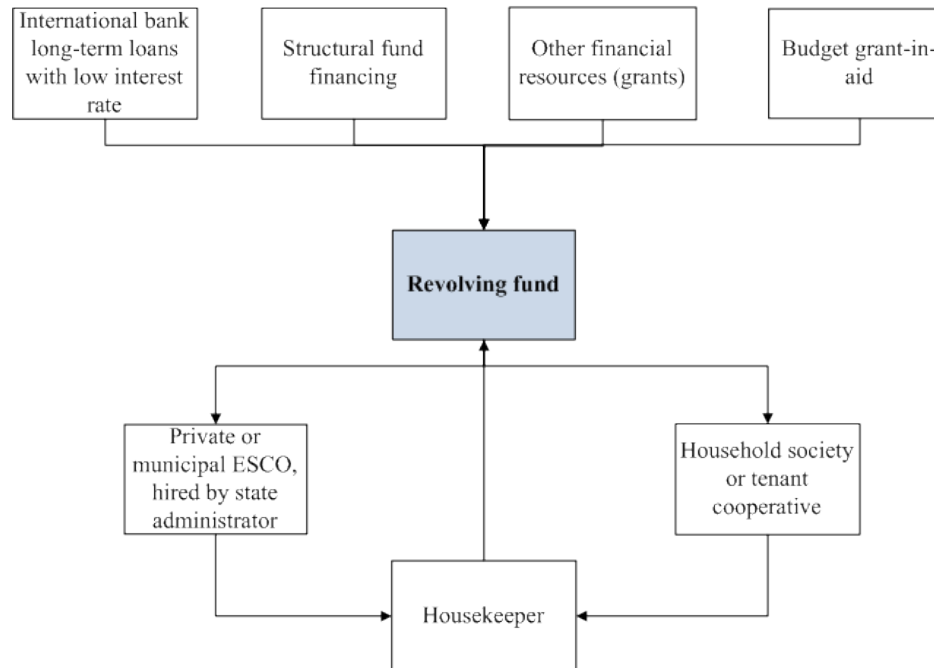 International bank
long-term loans
with low interest
rate
Structural fund
financing
Other financial
resources (grants)
Budget grant-in-
aid
Revolving fund
Private or
municipal ESCO,
hired by state
administrator
Household society
or tenant
cooperative
Housekeeper